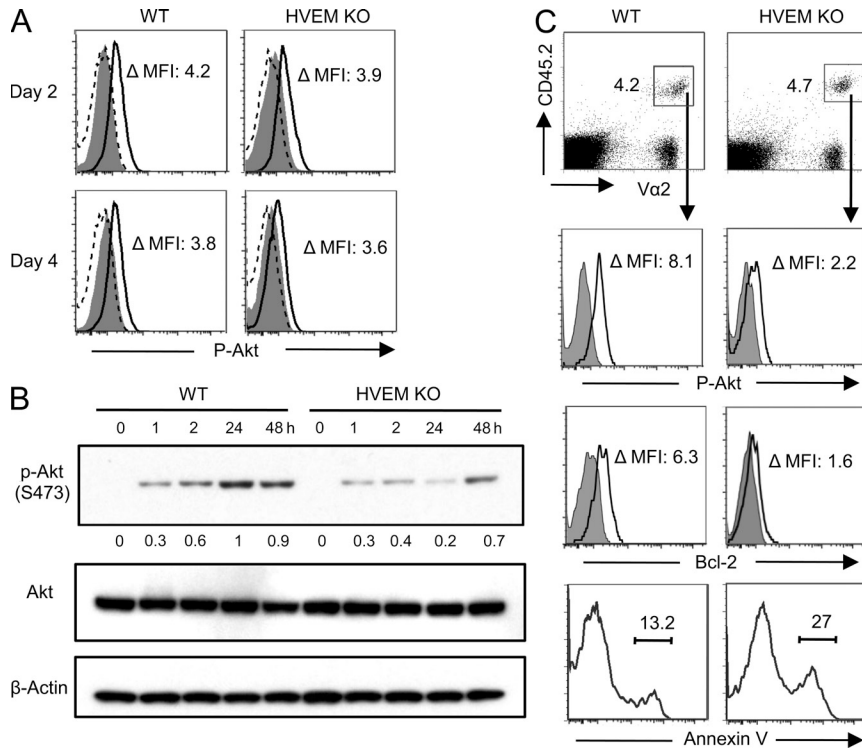 A
WT
HVEM KO
Day 2
Δ MFI: 4.2
Δ MFI: 3.9
Day 4
Δ MFI: 3.8
Δ MFI: 3.6
P-Akt
B
WT
HVEM KO
0 1 2 24 48 h 0 1 2 24 48 h
p-Akt
(S473)
0 0.3 0.6 1 0.9 0 0.3 0.4 0.2 0.7
Akt
β-Actin
C
WT
HVEM KO
CD45.2
4.2
4.7
Vα2
Δ MFI: 8.1
Δ MFI: 2.2
P-Akt
Δ MFI: 6.3
Δ MFI: 1.6
Bcl-2
13.2
27
Annexin V